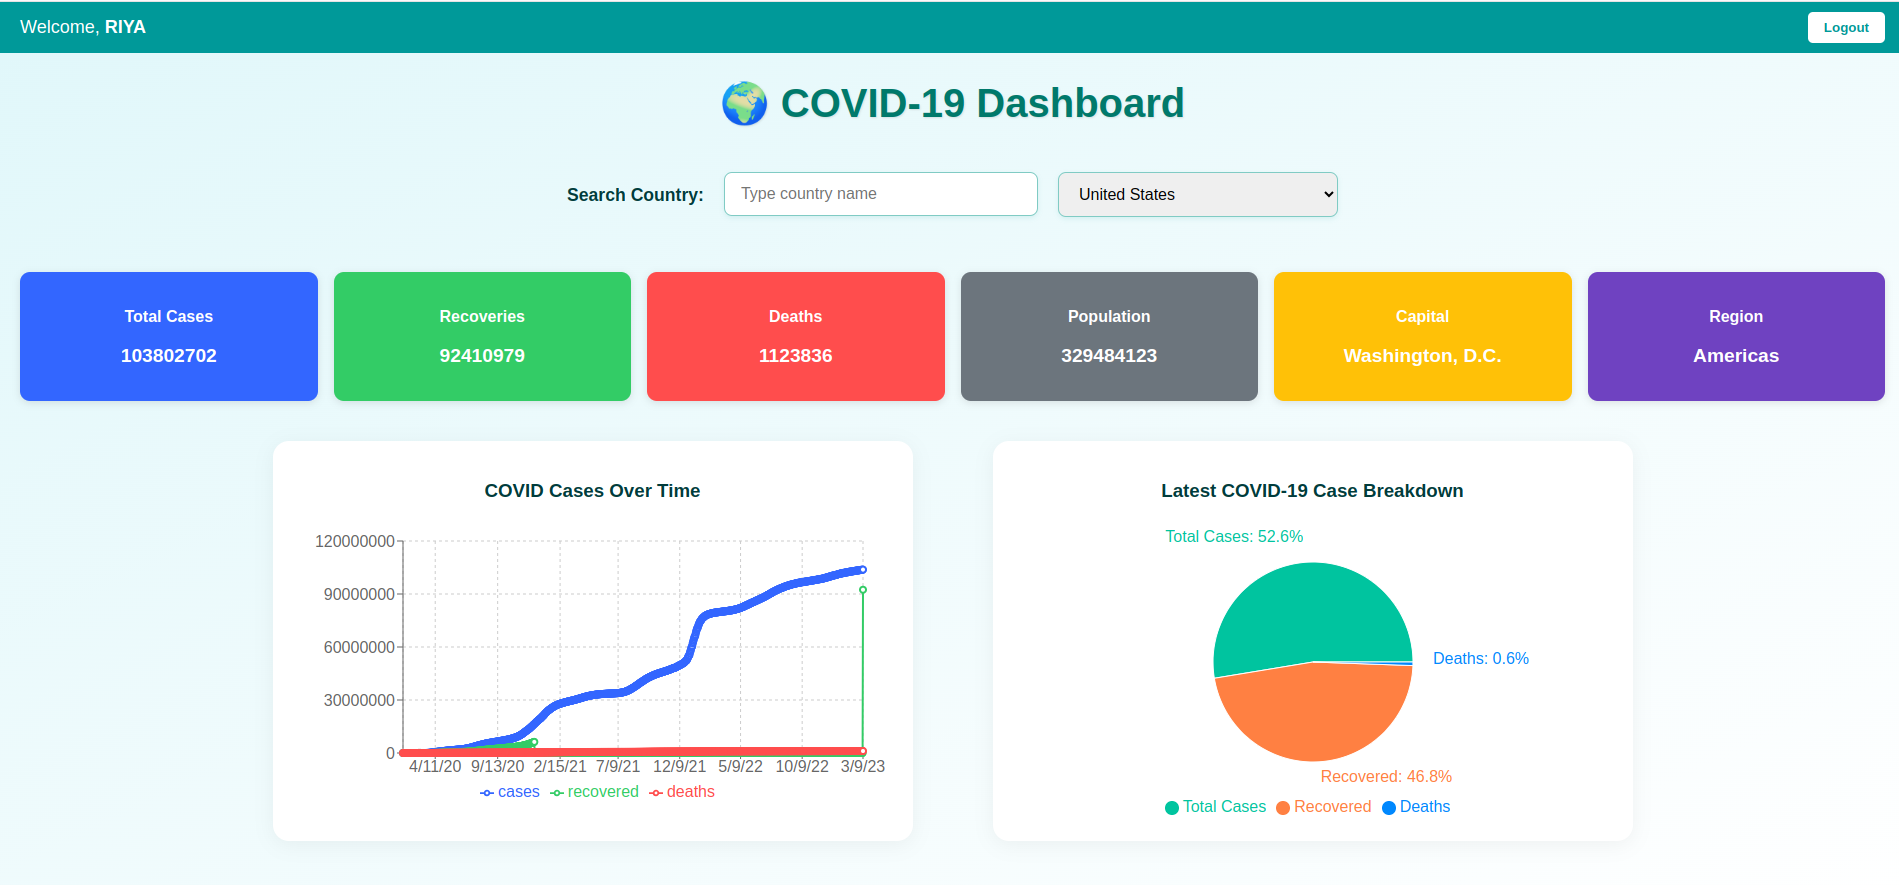 Welcome, RIYA
Logout
COVID-19 Dashboard
Search Country:
Type country name
United States
Total Cases
103802702
Recoveries
92410979
Deaths
1123836
Population
329484123
Capital
Washington, D.C.
Region
Americas
COVID Cases Over Time
120000000
90000000
60000000
30000000
0
4/11/20 9/13/20 2/15/21 7/9/21 12/9/21 5/9/22 10/9/22 3/9/23
cases recovered deaths
Latest COVID-19 Case Breakdown
Total Cases: 52.6%
Deaths: 0.6%
Recovered: 46.8%
Total Cases Recovered Deaths